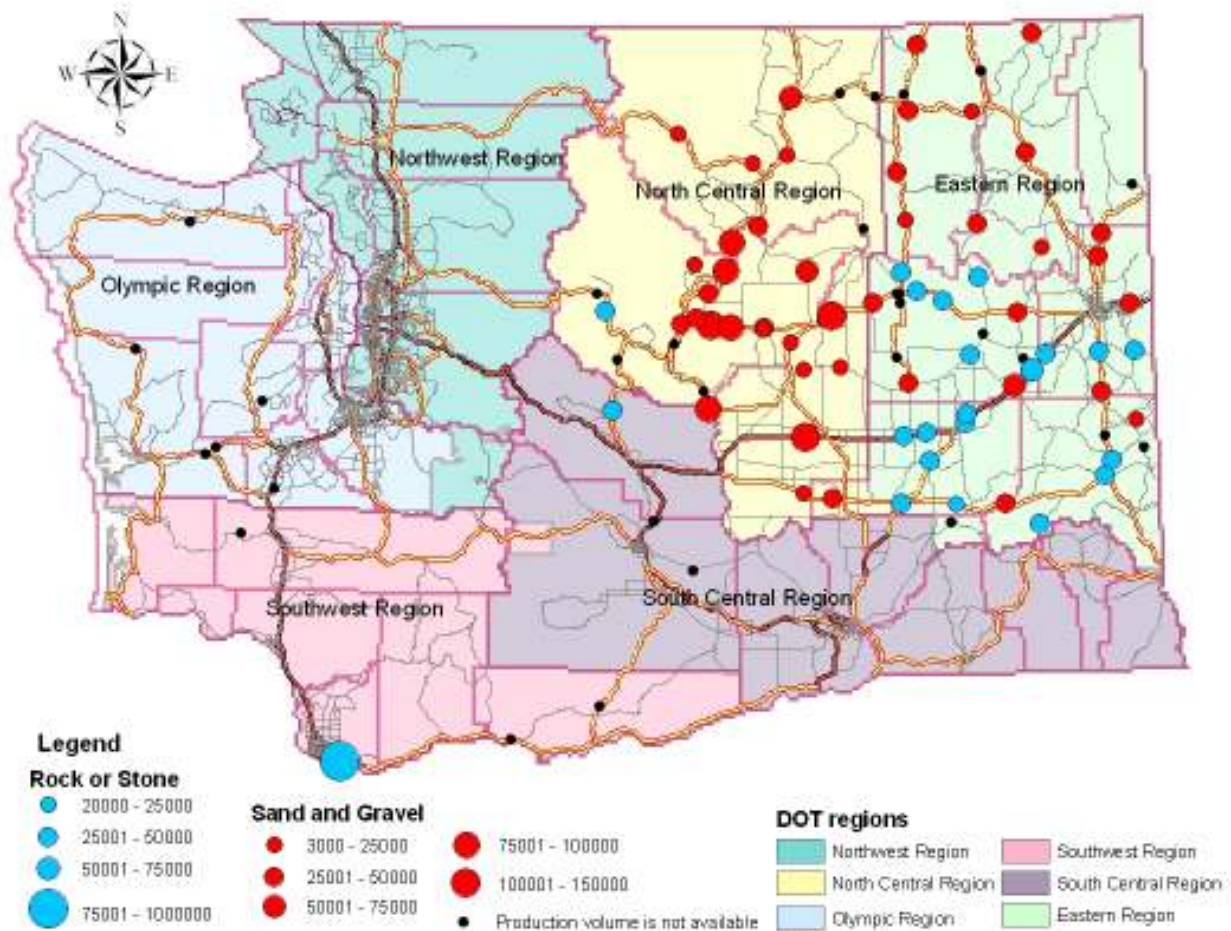 N
W E
S
Northwest Region
North Central Region
Eastern Region
Olympic Region
Southwest Region
South Central Region
Legend
Rock or Stone
20000 - 25000
25001 - 50000
50001 - 75000
75001 - 1000000
Sand and Gravel
3000 - 25000
25001 - 50000
50001 - 75000
75001 - 100000
100001 - 150000
Production volume is not available
DOT regions
Northwest Region
North Central Region
Olympic Region
Southwest Region
South Central Region
Eastern Region